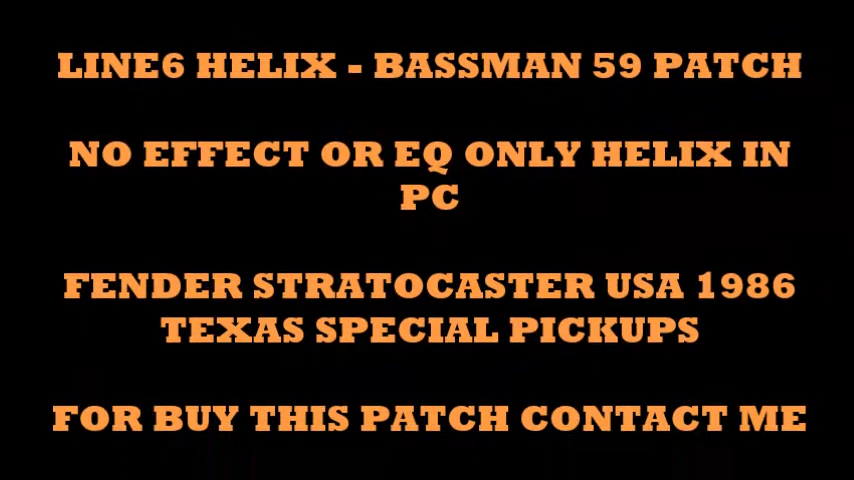 LINE6 HELIX - BASSMAN 59 PATCH
NO EFFECT OR EQ ONLY HELIX IN
PC
FENDER STRATOCASTER USA 1986
TEXAS SPECIAL PICKUPS
FOR BUY THIS PATCH CONTACT ME